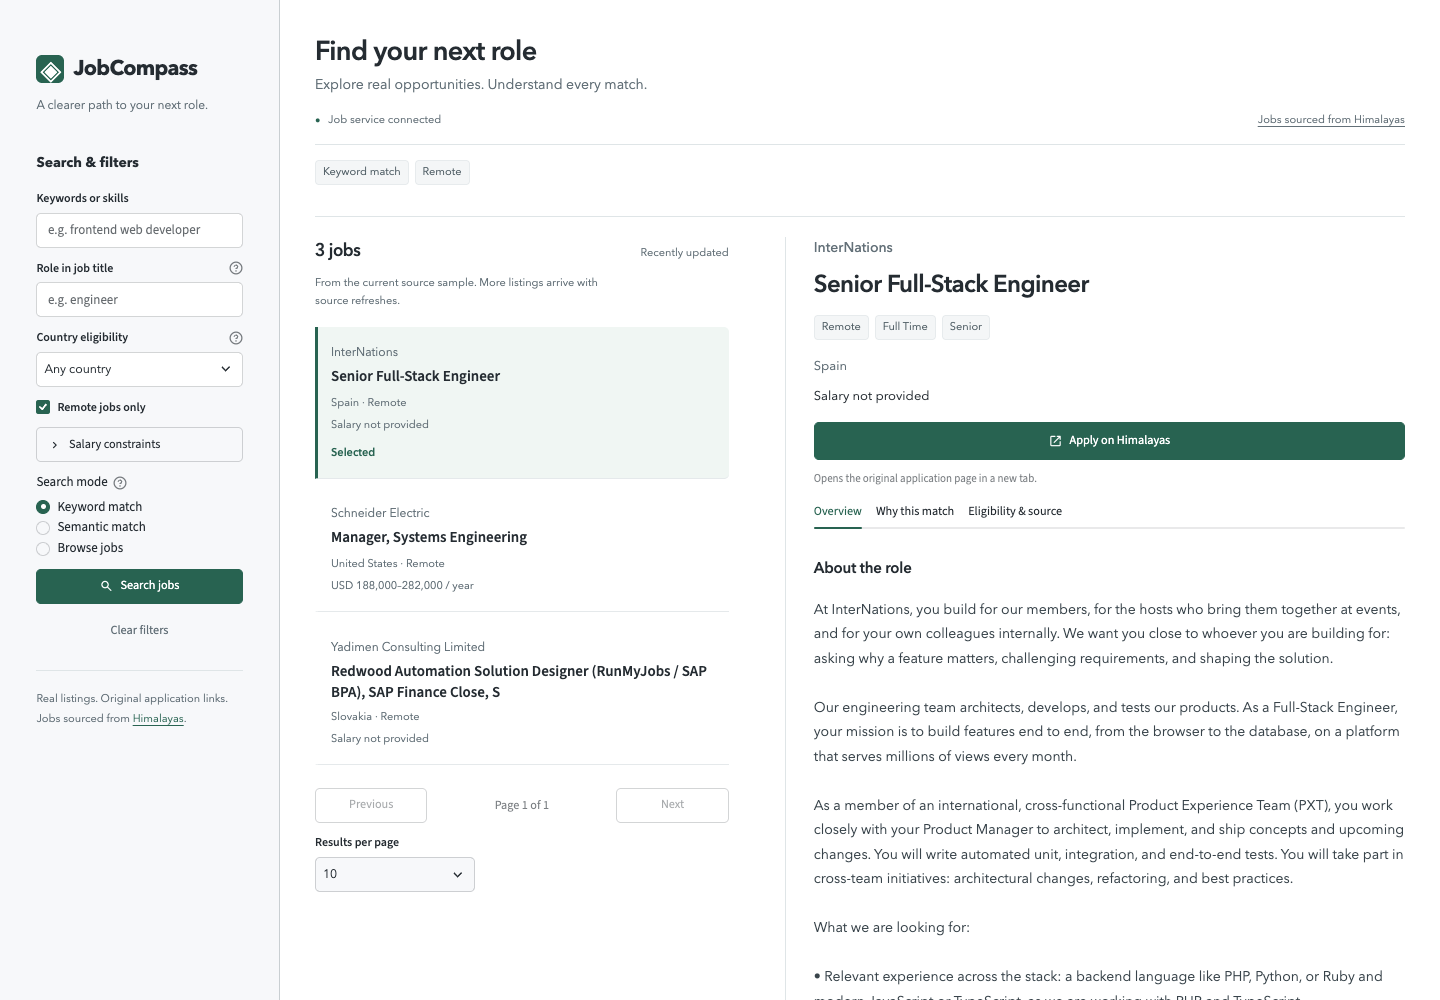 JobCompass
A clearer path to your next role.
Search & filters
Keywords or skills
e.g. frontend web developer
Role in job title
e.g. engineer
Country eligibility
Any country
Remote jobs only
Salary constraints
Search mode
Keyword match
Semantic match
Browse jobs
Search jobs
Clear filters
Real listings. Original application links.
Jobs sourced from Himalayas.
Find your next role
Explore real opportunities. Understand every match.
Job service connected
Jobs sourced from Himalayas
Keyword match
Remote
3 jobs
Recently updated
From the current source sample. More listings arrive with
source refreshes.
InterNations
Senior Full-Stack Engineer
Spain · Remote
Salary not provided
Selected
Schneider Electric
Manager, Systems Engineering
United States · Remote
USD 188,000–282,000 / year
Yadimen Consulting Limited
Redwood Automation Solution Designer (RunMyJobs / SAP
BPA), SAP Finance Close, S
Slovakia · Remote
Salary not provided
Previous
Page 1 of 1
Next
Results per page
10
InterNations
Senior Full-Stack Engineer
Remote
Full Time
Senior
Spain
Salary not provided
Apply on Himalayas
Opens the original application page in a new tab.
Overview
Why this match
Eligibility & source
About the role
At InterNations, you build for our members, for the hosts who bring them together at events,
and for your own colleagues internally. We want you close to whoever you are building for:
asking why a feature matters, challenging requirements, and shaping the solution.
Our engineering team architects, develops, and tests our products. As a Full-Stack Engineer,
your mission is to build features end to end, from the browser to the database, on a platform
that serves millions of views every month.
As a member of an international, cross-functional Product Experience Team (PXT), you work
closely with your Product Manager to architect, implement, and ship concepts and upcoming
changes. You will write automated unit, integration, and end-to-end tests. You will take part in
cross-team initiatives: architectural changes, refactoring, and best practices.
What we are looking for:
• Relevant experience across the stack: a backend language like PHP, Python, or Ruby and
modern JavaScript or TypeScript, as we are working with PHP and TypeScript